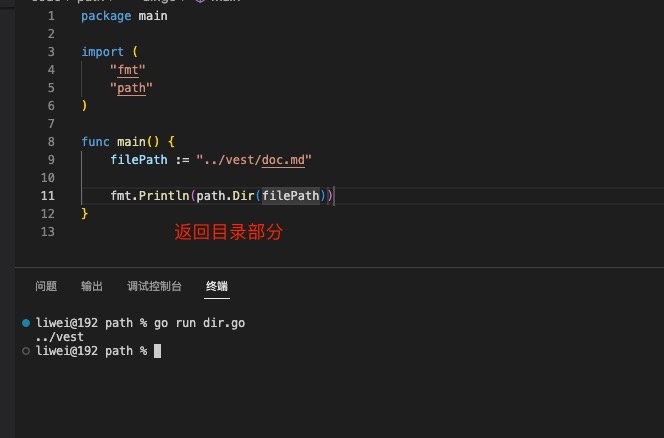 1 package main
2
3 import (
4     "fmt"
5     "path"
6 )
7
8 func main() {
9     filePath := "../vest/doc.md"
10
11     fmt.Println(path.Dir(filePath))
12 }
13
返回目录部分
问题 输出 调试控制台 终端
liwei@192 path % go run dir.go
../vest
liwei@192 path %